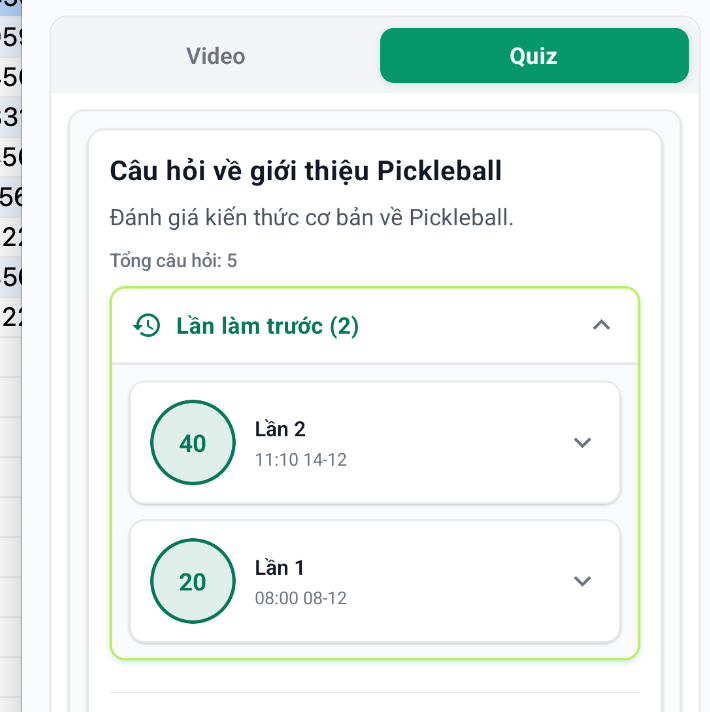 Video
Quiz
Câu hỏi về giới thiệu Pickleball
Đánh giá kiến thức cơ bản về Pickleball.
Tổng câu hỏi: 5
Lần làm trước (2)
40
Lần 2
11:10 14-12
20
Lần 1
08:00 08-12